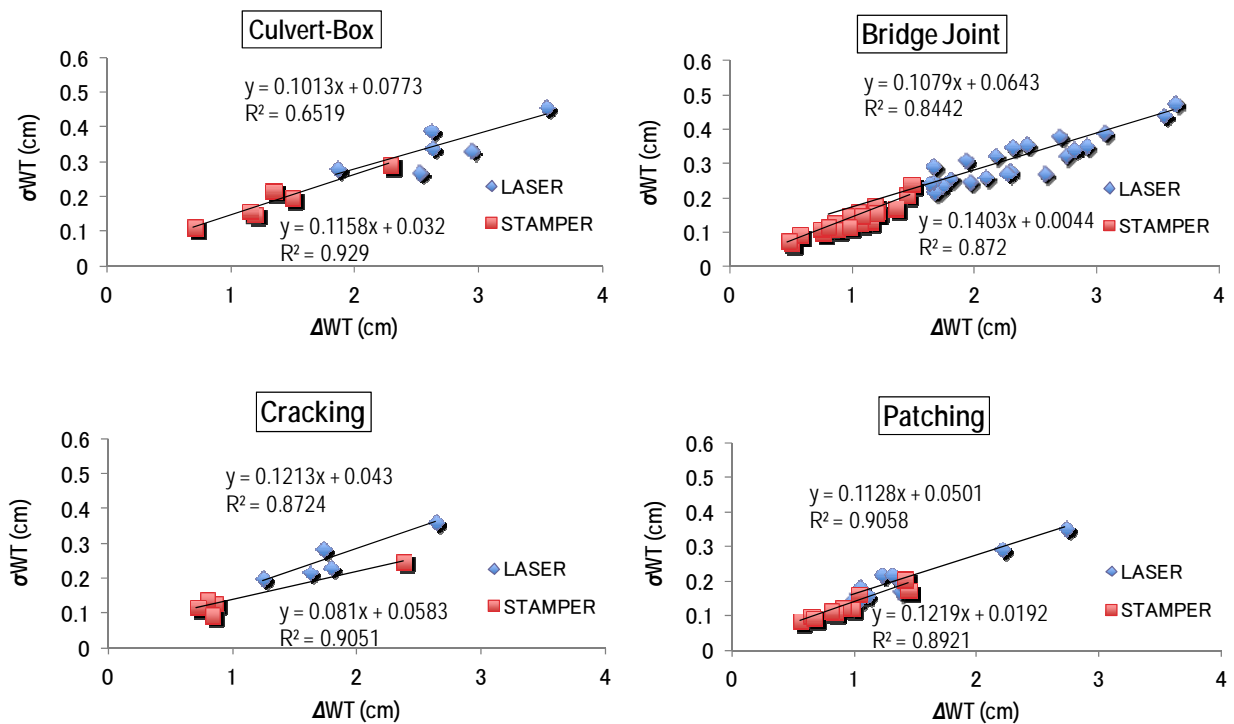 Culvert-Box
0.6
0.5
0.4
0.3
0.2
0.1
0
σWT (cm)
y = 0.1013x + 0.0773
R² = 0.6519
y = 0.1158x + 0.032
R² = 0.929
LASER
STAMPER
0 1 2 3 4
ΔWT (cm)
Bridge Joint
0.6
0.5
0.4
0.3
0.2
0.1
0
σWT (cm)
y = 0.1079x + 0.0643
R² = 0.8442
y = 0.1403x + 0.0044
R² = 0.872
LASER
STAMPER
0 1 2 3 4
ΔWT (cm)
Cracking
0.6
0.5
0.4
0.3
0.2
0.1
0
σWT (cm)
y = 0.1213x + 0.043
R² = 0.8724
y = 0.081x + 0.0583
R² = 0.9051
LASER
STAMPER
0 1 2 3 4
ΔWT (cm)
Patching
0.6
0.5
0.4
0.3
0.2
0.1
0
σWT (cm)
y = 0.1128x + 0.0501
R² = 0.9058
y = 0.1219x + 0.0192
R² = 0.8921
LASER
STAMPER
0 1 2 3 4
ΔWT (cm)